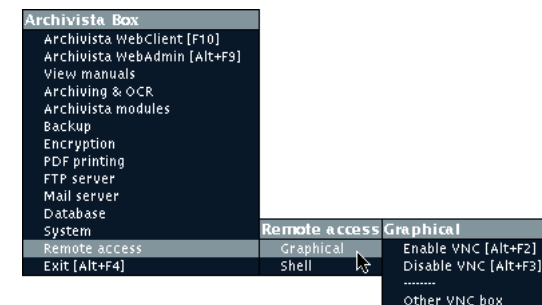 Archivista Box
Archivista WebClient [F10]
Archivista WebAdmin [Alt+F9]
View manuals
Archiving & OCR
Archivista modules
Backup
Encryption
PDF printing
FTP server
Mail server
Database
System
Remote access
Exit [Alt+F4]
Remote access
Graphical
Shell
Graphical
Enable VNC [Alt+F2]
Disable VNC [Alt+F3]
--------
Other VNC box